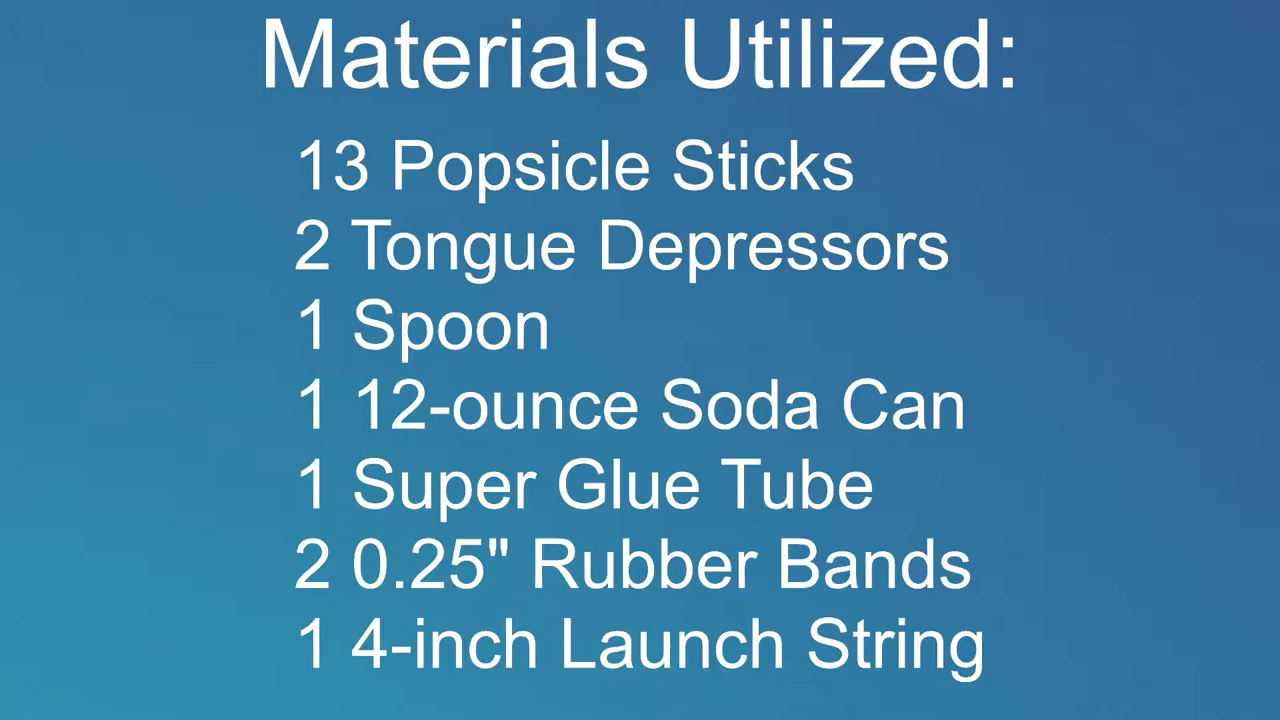 Materials Utilized:
13 Popsicle Sticks
2 Tongue Depressors
1 Spoon
1 12-ounce Soda Can
1 Super Glue Tube
2 0.25" Rubber Bands
1 4-inch Launch String